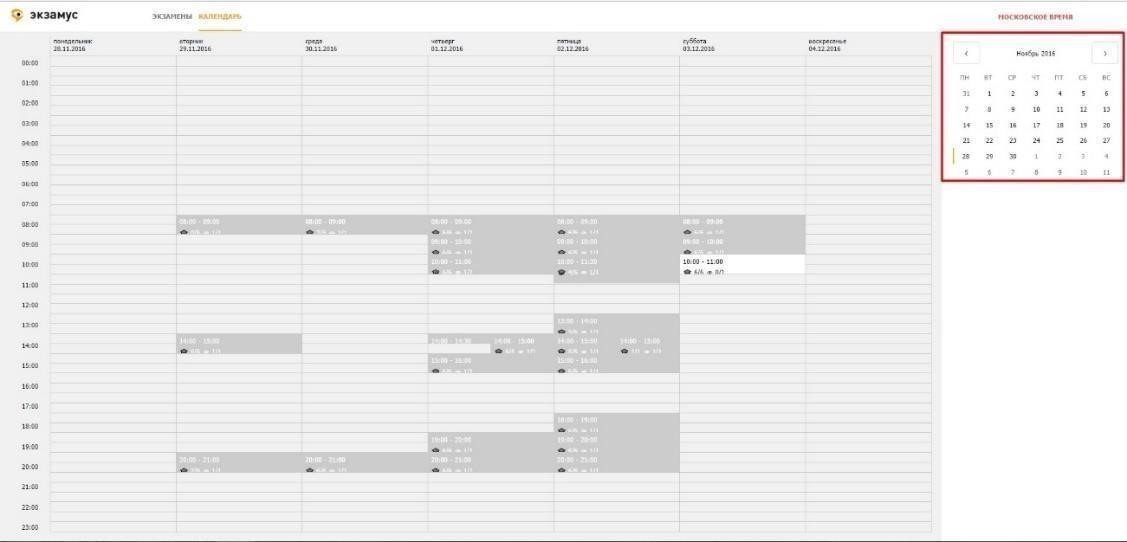 экзамус
ЭКЗАМЕНЫ КАЛЕНДАРЬ
МОСКОВСКОЕ ВРЕМЯ
понедельник вторник среда четверг пятница суббота воскресенье
28.11.2016 29.11.2016 30.11.2016 01.12.2016 02.12.2016 03.12.2016 04.12.2016
‹ Ноябрь 2016 ›
ПН ВТ СР ЧТ ПТ СБ ВС
31 1 2 3 4 5 6
7 8 9 10 11 12 13
14 15 16 17 18 19 20
21 22 23 24 25 26 27
28 29 30 1 2 3 4
5 6 7 8 9 10 11
00:00
01:00
02:00
03:00
04:00
05:00
06:00
07:00
08:00 08:00 - 09:00 08:00 - 09:00 08:00 - 09:00 08:00 - 09:00 08:00 - 09:00
09:00 09:00 - 10:00 09:00 - 10:00 09:00 - 10:00
10:00 10:00 - 11:00 10:00 - 11:30 10:00 - 11:00
6/6 0/1
11:00
12:00
13:00 13:00 - 14:00
14:00 14:00 - 15:00 14:00 - 14:30 14:00 - 15:00 14:00 - 15:00 14:00 - 15:00
15:00 15:00 - 16:00 15:00 - 16:00
16:00
17:00
18:00 18:00 - 19:00
19:00 19:00 - 20:00 19:00 - 20:00
20:00 20:00 - 21:00 20:00 - 21:00 20:00 - 21:00 20:00 - 21:00
21:00
22:00
23:00